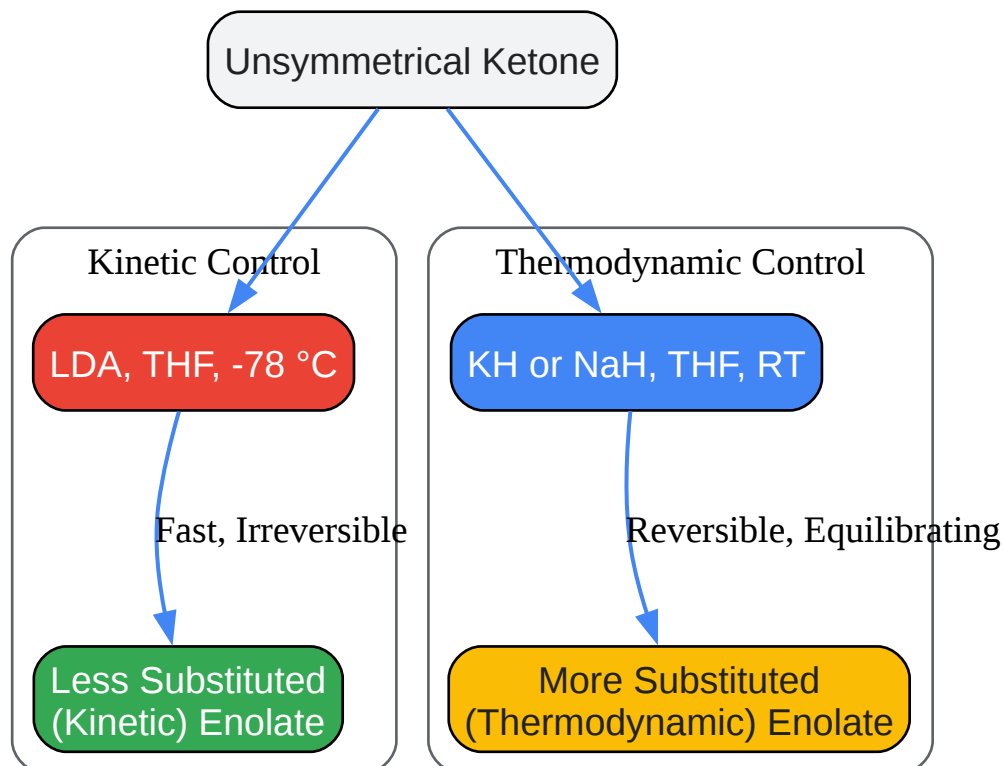 Unsymmetrical Ketone
Kinetic Control
Thermodynamic Control
LDA, THF, -78 °C
KH or NaH, THF, RT
Fast, Irreversible
Reversible, Equilibrating
Less Substituted
(Kinetic) Enolate
More Substituted
(Thermodynamic) Enolate